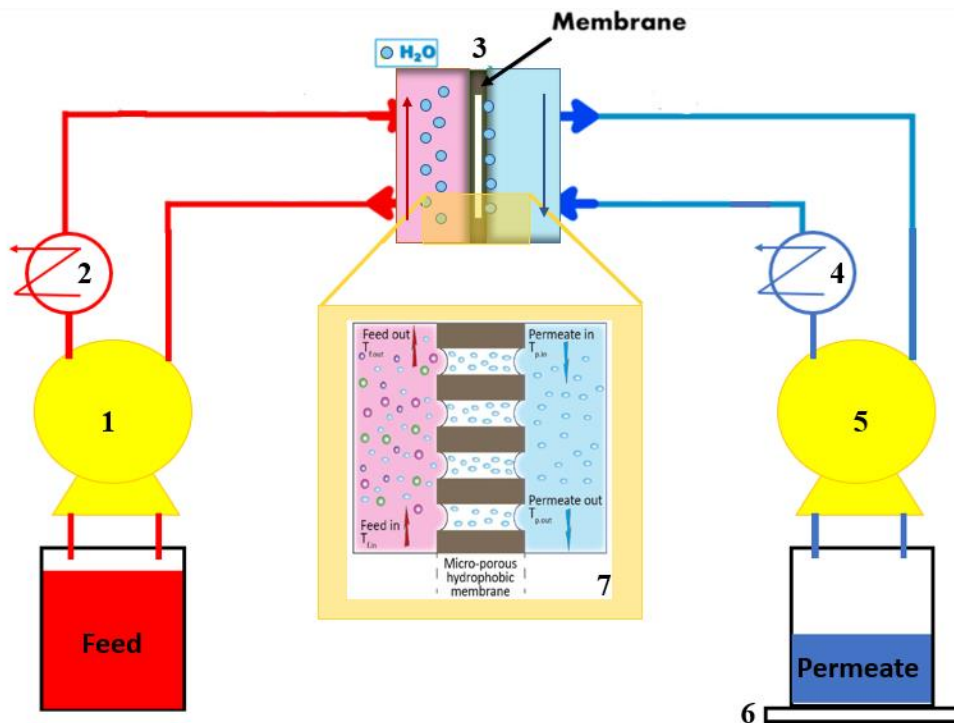 Membrane
3
H₂O
2
4
1
5
Feed out
T_f.out
Permeate in
T_p.in
Feed in
T_f.in
Permeate out
T_p.out
Micro-porous
hydrophobic
membrane
7
Feed
Permeate
6